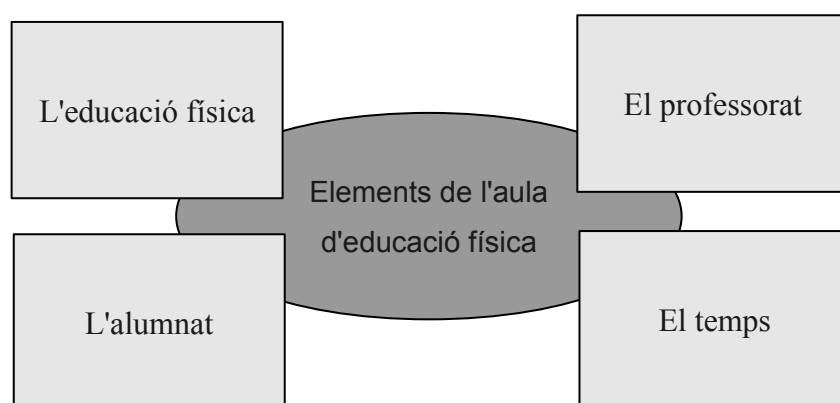 L'educació física
El professorat
Elements de l'aula
d'educació física
L'alumnat
El temps